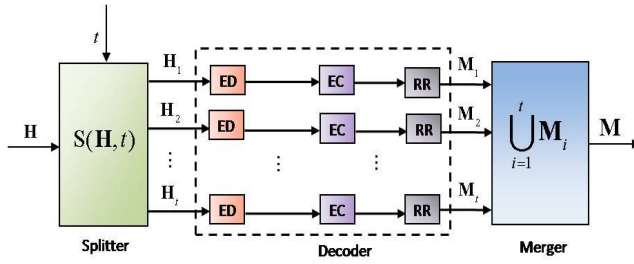 t
H
S(H, t)
H₁ ED EC RR M₁
H₂ ED EC RR M₂
⋮ ⋮ ⋮ ⋮
Hₜ ED EC RR Mₜ
t
⋃ Mᵢ
i=1
M
Splitter Decoder Merger